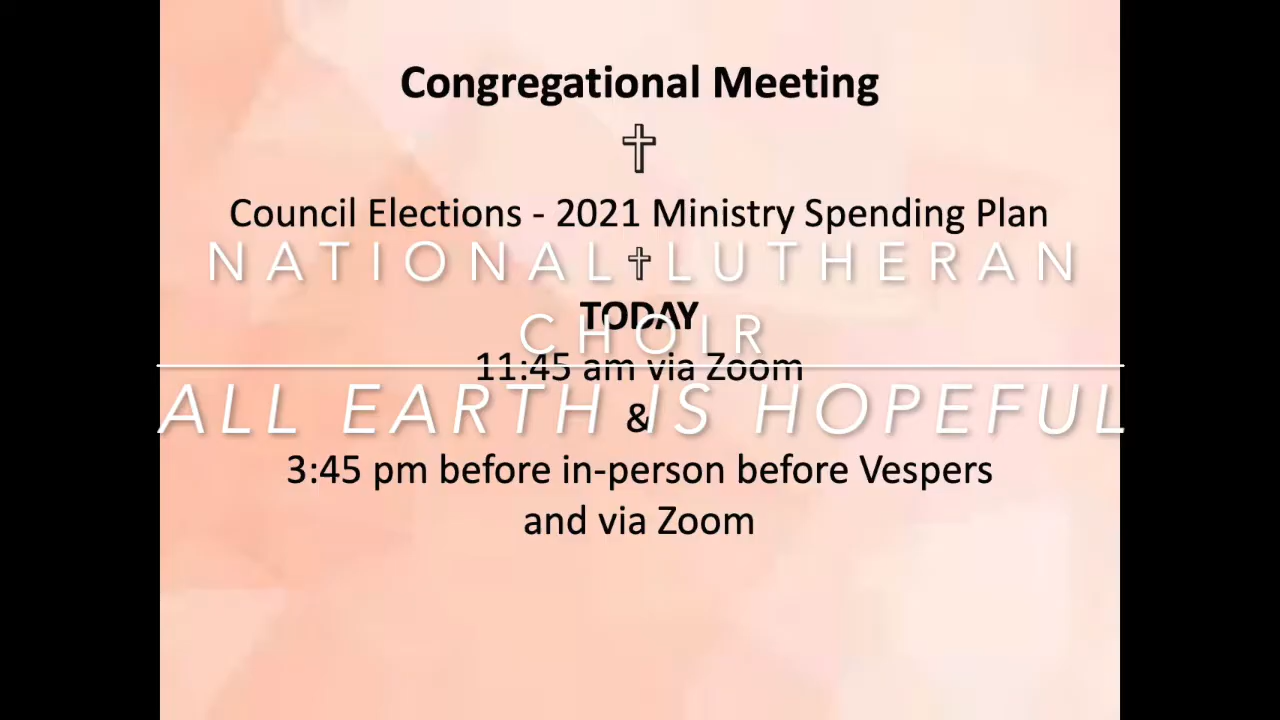 Congregational Meeting
✝
Council Elections - 2021 Ministry Spending Plan
✝
NATIONAL LUTHERAN
TODAY
CHOIR
11:45 am via Zoom
ALL EARTH IS HOPEFUL
&
3:45 pm before in-person before Vespers
and via Zoom